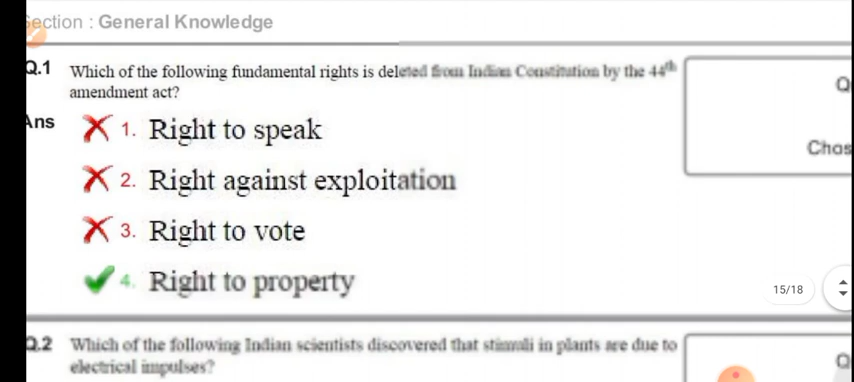 Section : General Knowledge
Q.1 Which of the following fundamental rights is deleted from Indian Constitution by the 44th
amendment act?
Q
Ans 1. Right to speak
Chos
2. Right against exploitation
3. Right to vote
4. Right to property
15/18
Q.2 Which of the following Indian scientists discovered that stimuli in plants are due to
electrical impulses?
Q